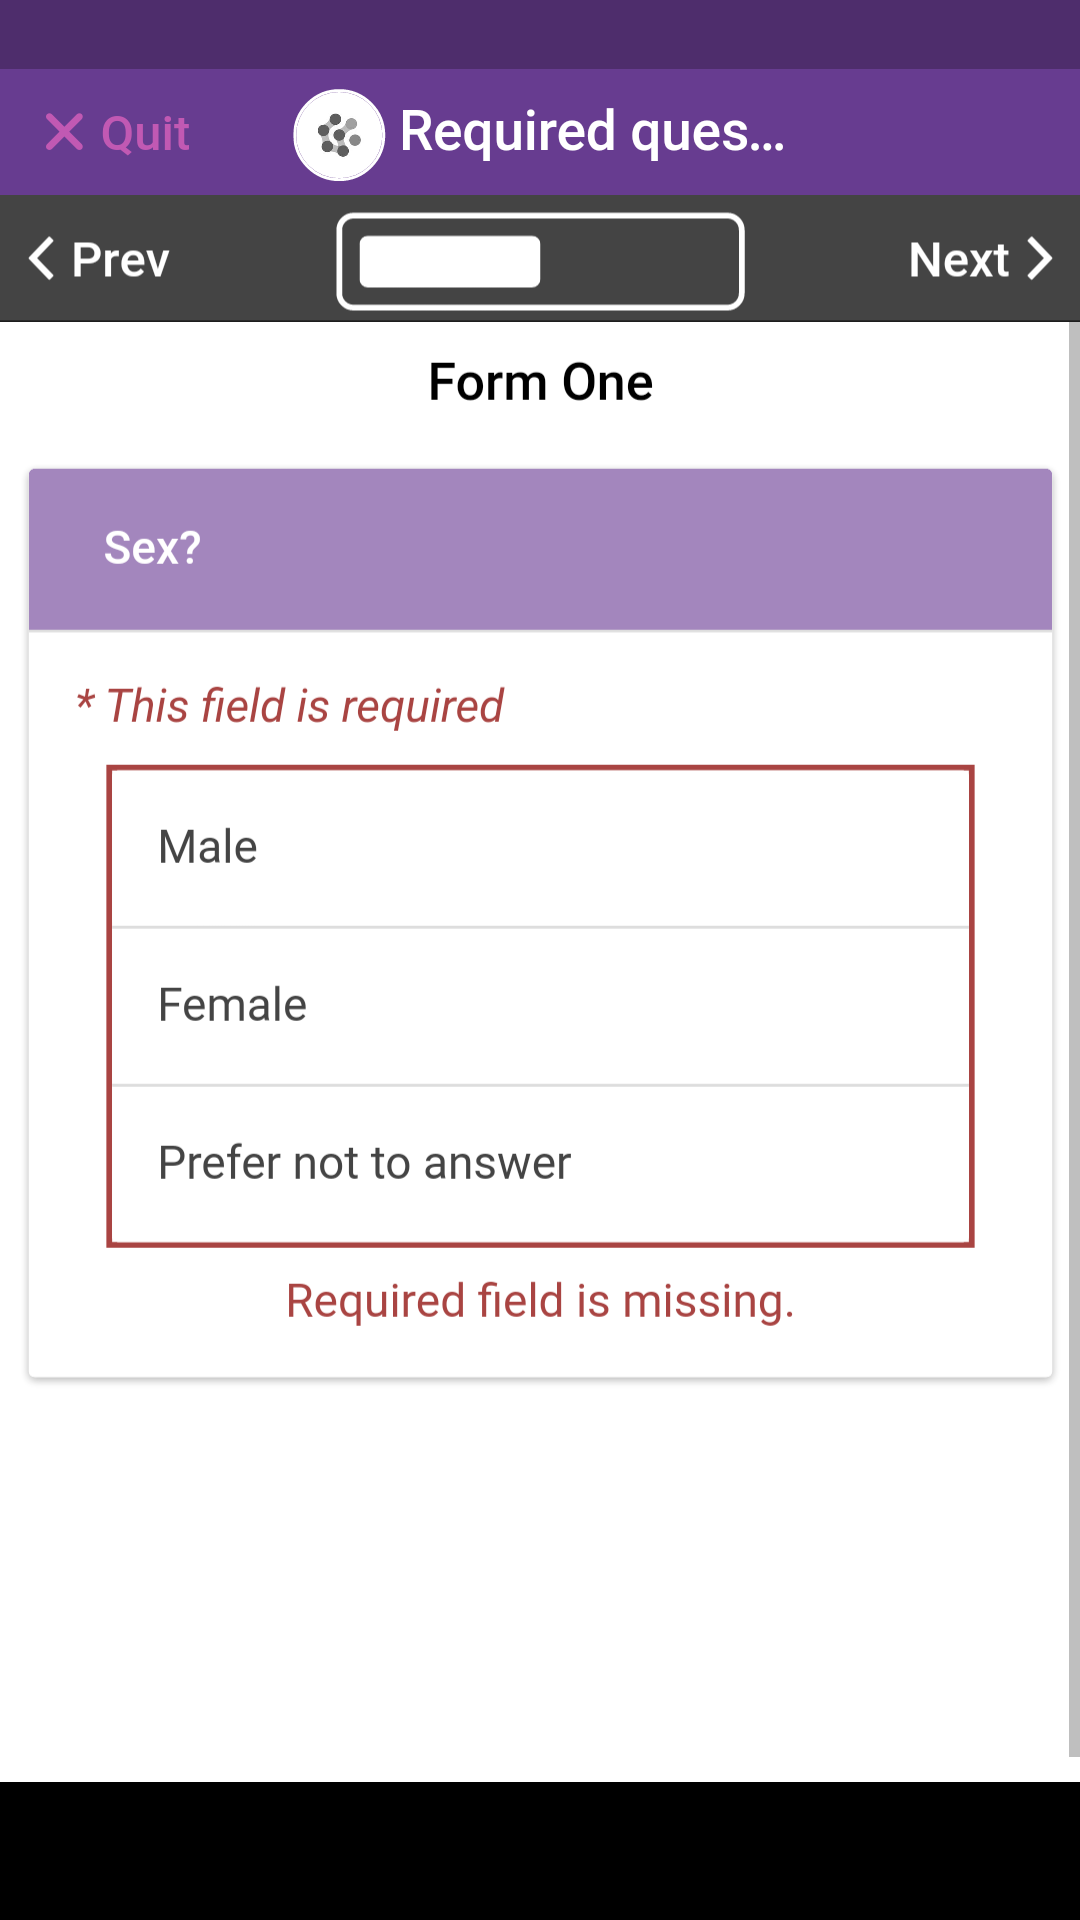 Quit
Required ques...
Prev
Next
Form One
Sex?
* This field is required
Male
Female
Prefer not to answer
Required field is missing.